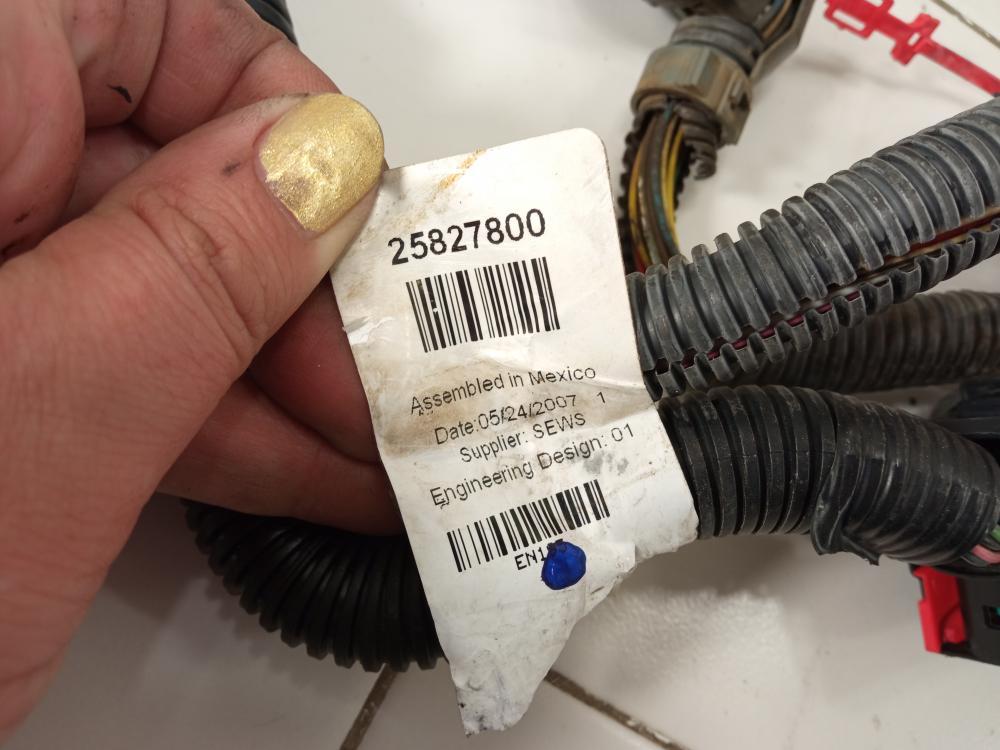 25827800
Assembled in Mexico
Date:05/24/2007 1
Supplier: SEWS
Engineering Design: 01